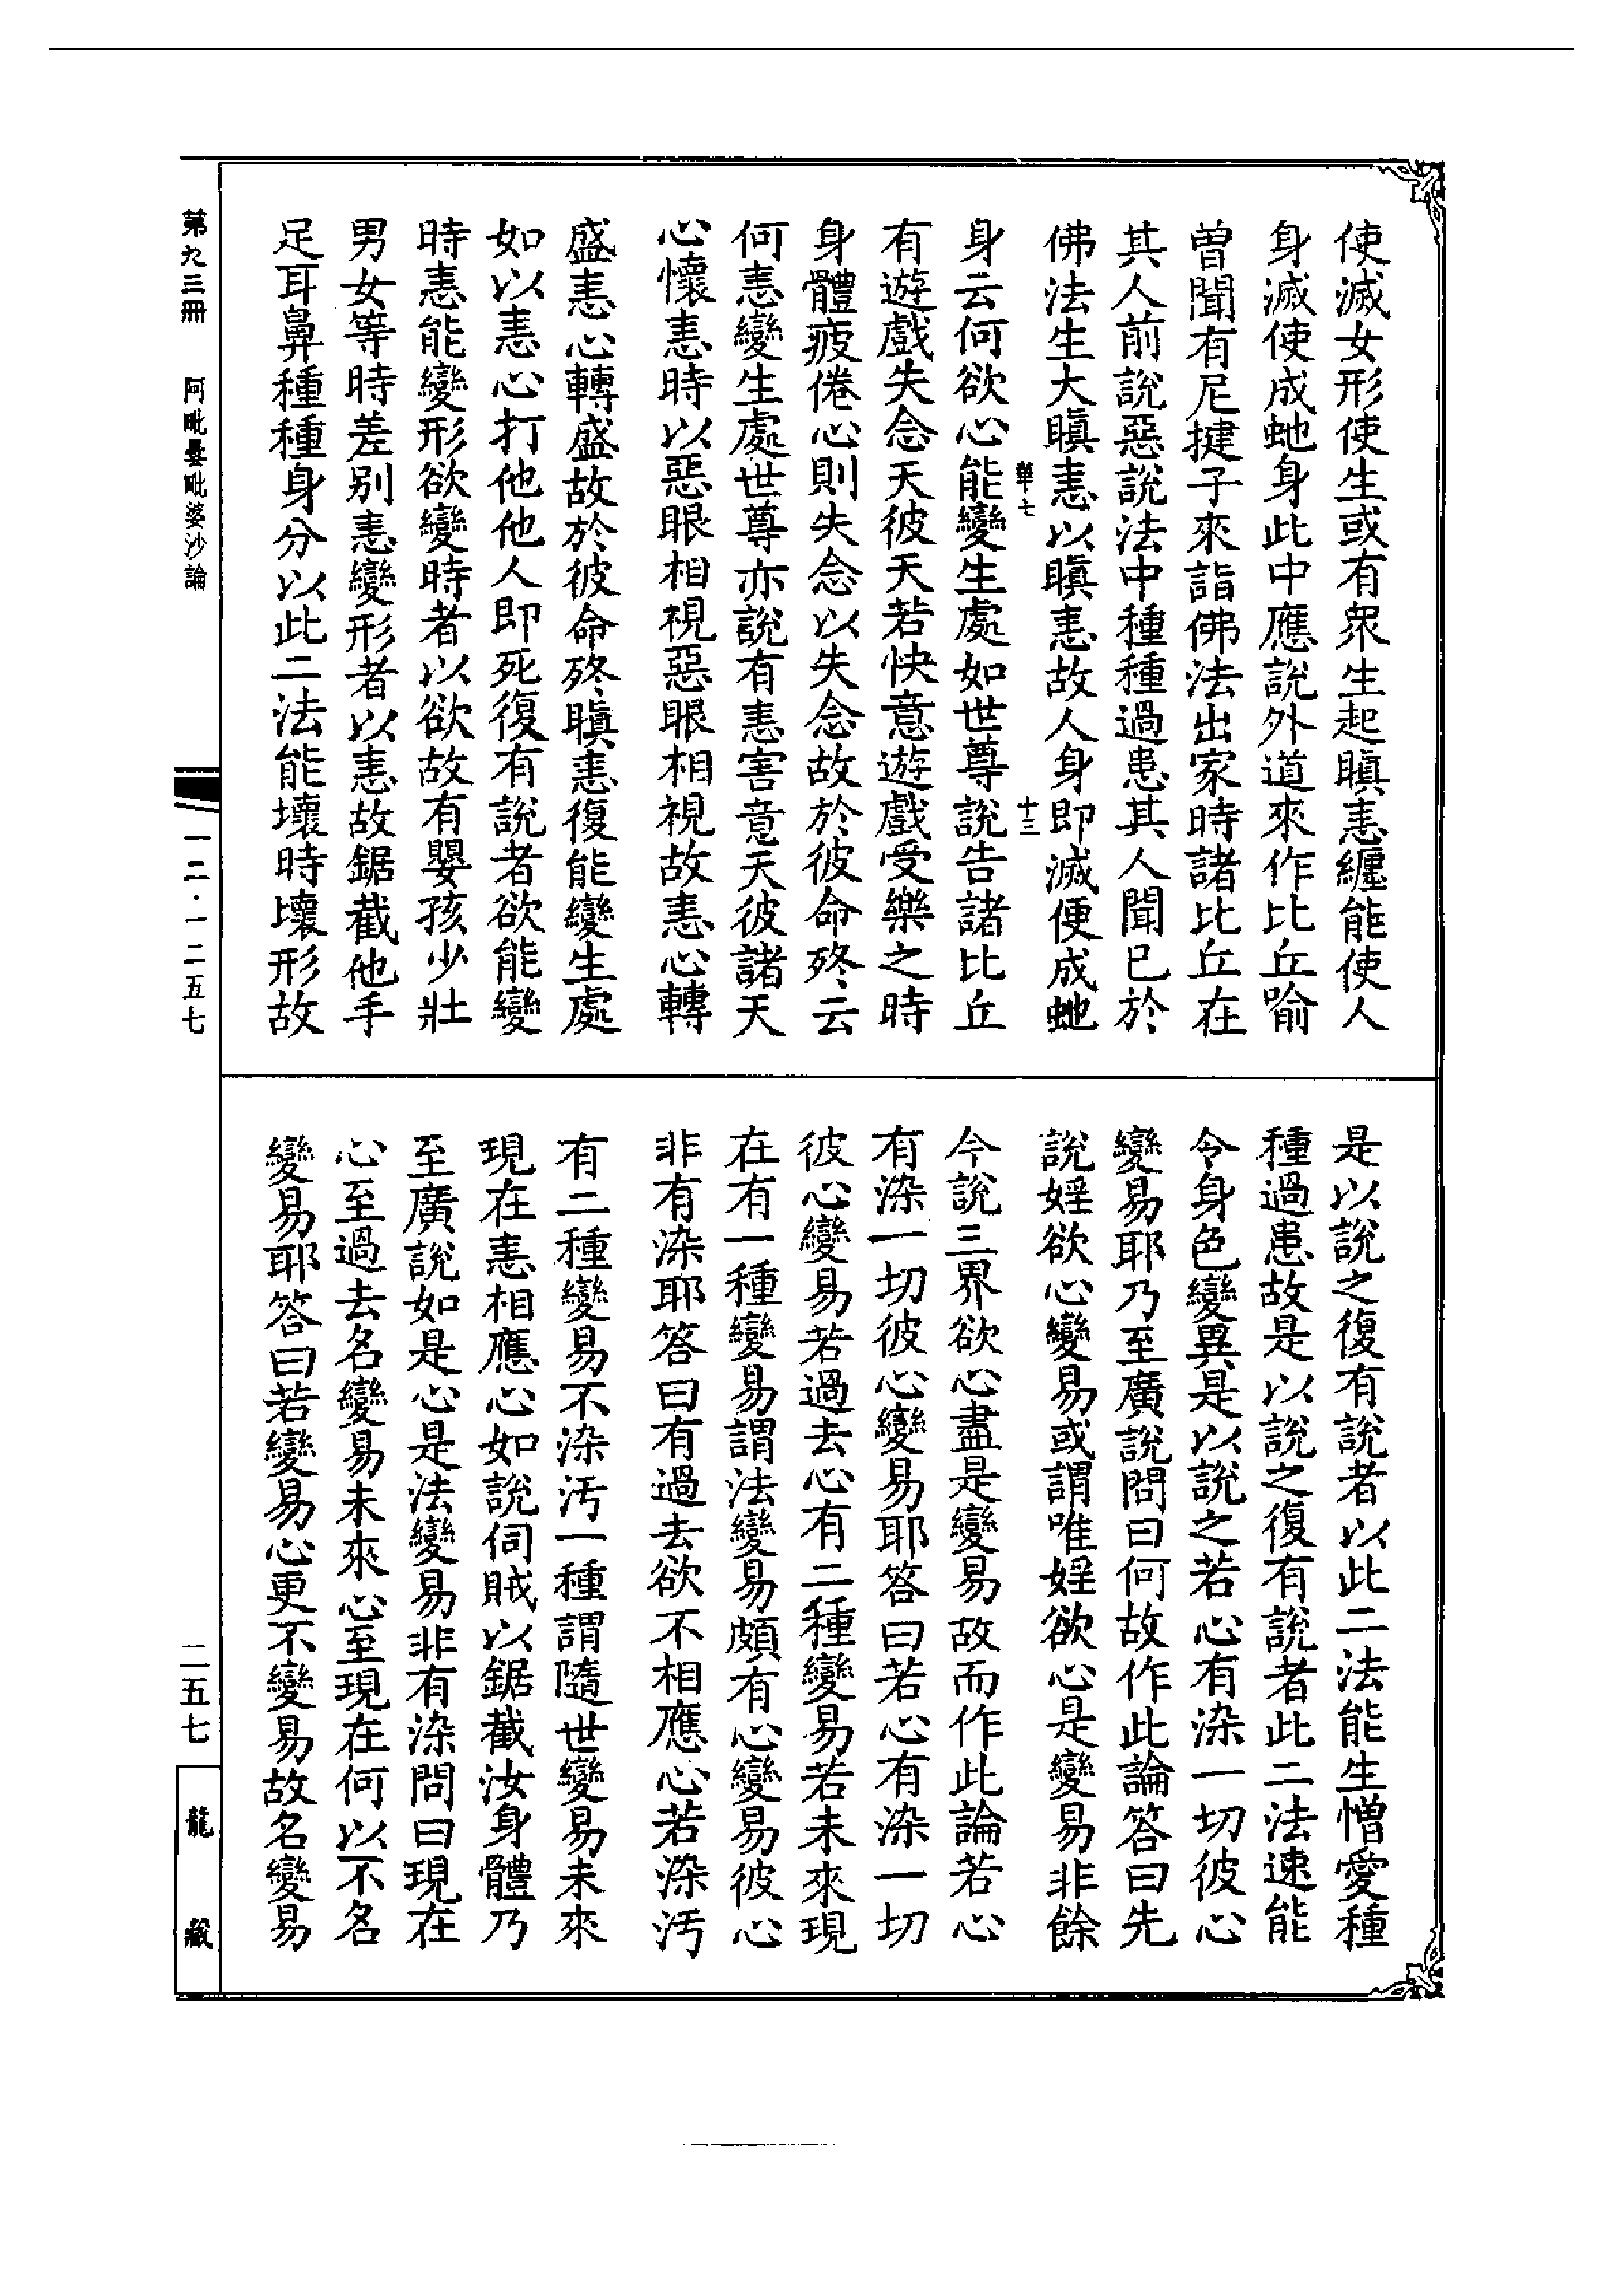 使滅女形使生或有衆生起瞋恚纏能使人
身滅使成虵身此中應說外道來作比丘喻
曾聞有尼揵子來詣佛法出家時諸比丘在
其人前說惡說法中種種過患其人聞已於
佛法生大瞋恚以瞋恚故人身即滅便成虵
華七
十三
身云何欲心能變生處如世尊說告諸比丘
有遊戲失念天彼天若快意遊戲受樂之時
身體疲倦心則失念以失念故於彼命終云
何恚變生處世尊亦說有恚害意天彼諸天
心懷恚時以惡眼相視惡眼相視故恚心轉
盛恚心轉盛故於彼命終瞋恚復能變生處
如以恚心打他他人即死復有說者欲能變
時恚能變形欲變時者以欲故有嬰孩少壯
男女等時差別恚變形者以恚故鋸截他手
足耳鼻種種身分以此二法能壞時壞形故
是以說之復有說者以此二法能生憎愛種
種過患故是以說之復有說者此二法速能
令身色變異是以說之若心有染一切彼心
變易耶乃至廣說問曰何故作此論答曰先
說婬欲心變易或謂唯婬欲心是變易非餘
今說三界欲心盡是變易故而作此論若心
有染一切彼心變易耶答曰若心有染一切
彼心變易若過去心有二種變易若未來現
在有一種變易謂法變易頗有心變易彼心
非有染耶答曰有過去欲不相應心若染汚
有二種變易不染汚一種謂隨世變易未來
現在恚相應心如說伺賊以鋸截汝身體乃
至廣說如是心是法變易非有染問曰現在
心至過去名變易未來心至現在何以不名
變易耶答曰若變易心更不變易故名變易
第九三冊
阿毗曇毗婆沙論
一二·一二五七
二五七
龍藏